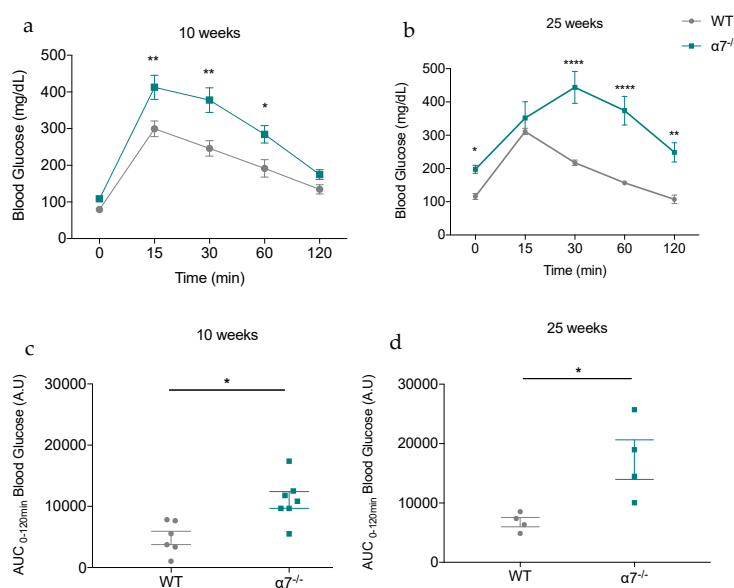 a
10 weeks
500
400
300
200
100
0
Blood Glucose (mg/dL)
**
**
*
0 15 30 60 120
Time (min)
b
25 weeks
WT
α7-/-
500
400
300
200
100
0
Blood Glucose (mg/dL)
*
****
****
**
0 15 30 60 120
Time (min)
c
10 weeks
30000
20000
10000
0
AUC 0-120min Blood Glucose (A.U)
*
WT α7-/-
d
25 weeks
30000
20000
10000
0
AUC 0-120min Blood Glucose (A.U)
*
WT α7-/-